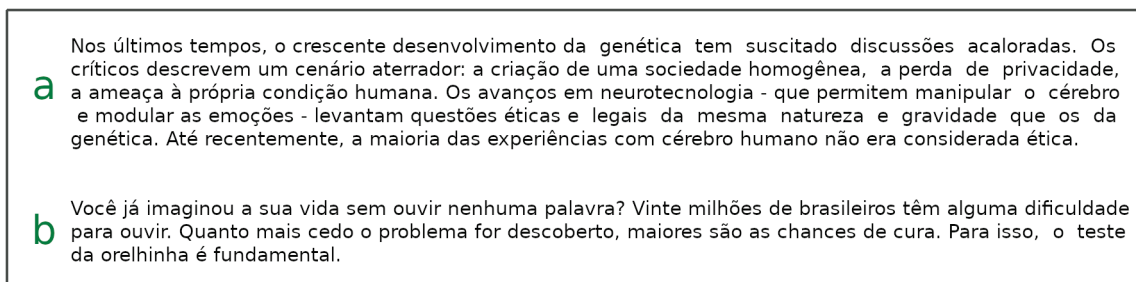 Nos últimos tempos, o crescente desenvolvimento da genética tem suscitado discussões acaloradas. Os
críticos descrevem um cenário aterrador: a criação de uma sociedade homogênea, a perda de privacidade,
a
a ameaça à própria condição humana. Os avanços em neurotecnologia - que permitem manipular o cérebro
e modular as emoções - levantam questões éticas e legais da mesma natureza e gravidade que os da
genética. Até recentemente, a maioria das experiências com cérebro humano não era considerada ética.
Você já imaginou a sua vida sem ouvir nenhuma palavra? Vinte milhões de brasileiros têm alguma dificuldade
b
para ouvir. Quanto mais cedo o problema for descoberto, maiores são as chances de cura. Para isso, o teste
da orelhinha é fundamental.